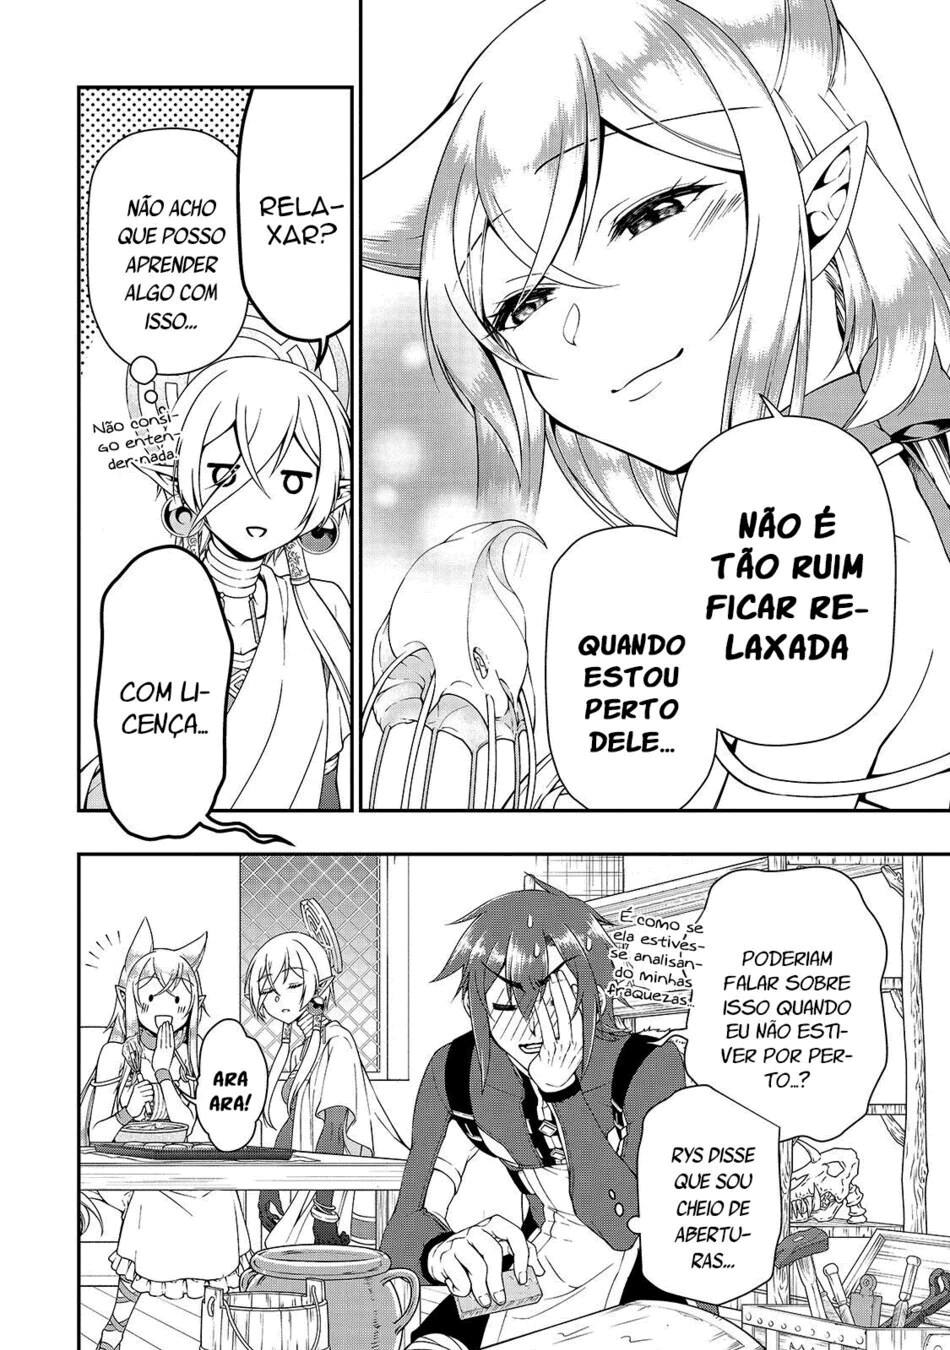 NÃO É
TÃO RUIM
FICAR RE-
LAXADA
QUANDO
ESTOU
PERTO
DELE...
RELA-
XAR?
NÃO ACHO
QUE POSSO
APRENDER
ALGO COM
ISSO...
Não consi-
go enten-
der nada!
COM LI-
CENÇA...
PODERIAM
FALAR SOBRE
ISSO QUANDO
EU NÃO ESTI-
VER POR PER-
TO...?
É como se
ela estives-
se analisan-
do minhas
fraquezas!
RYS DISSE
QUE SOU
CHEIO DE
ABERTU-
RAS...
ARA
ARA!